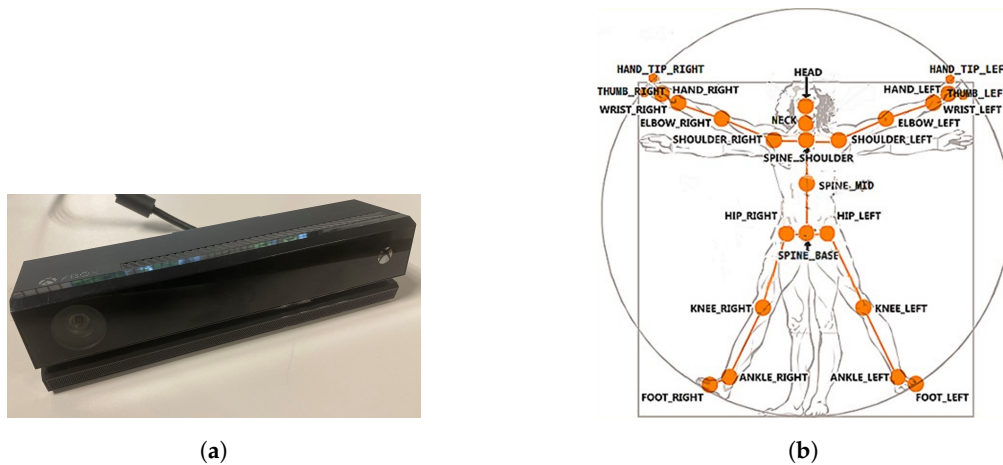 XBOX
HAND_TIP_RIGHT
HAND_TIP_LEF
HEAD
THUMB_RIGHT
HAND_RIGHT
HAND_LEFT
THUMB_LEF
WRIST_RIGHT
WRIST_LEFT
NECK
ELBOW_RIGHT
ELBOW_LEFT
SHOULDER_RIGHT
SHOULDER_LEFT
SPINE_SHOULDER
SPINE_MID
HIP_RIGHT
HIP_LEFT
SPINE_BASE
KNEE_RIGHT
KNEE_LEFT
ANKLE_RIGHT
ANKLE_LEFT
FOOT_RIGHT
FOOT_LEFT
(a)
(b)